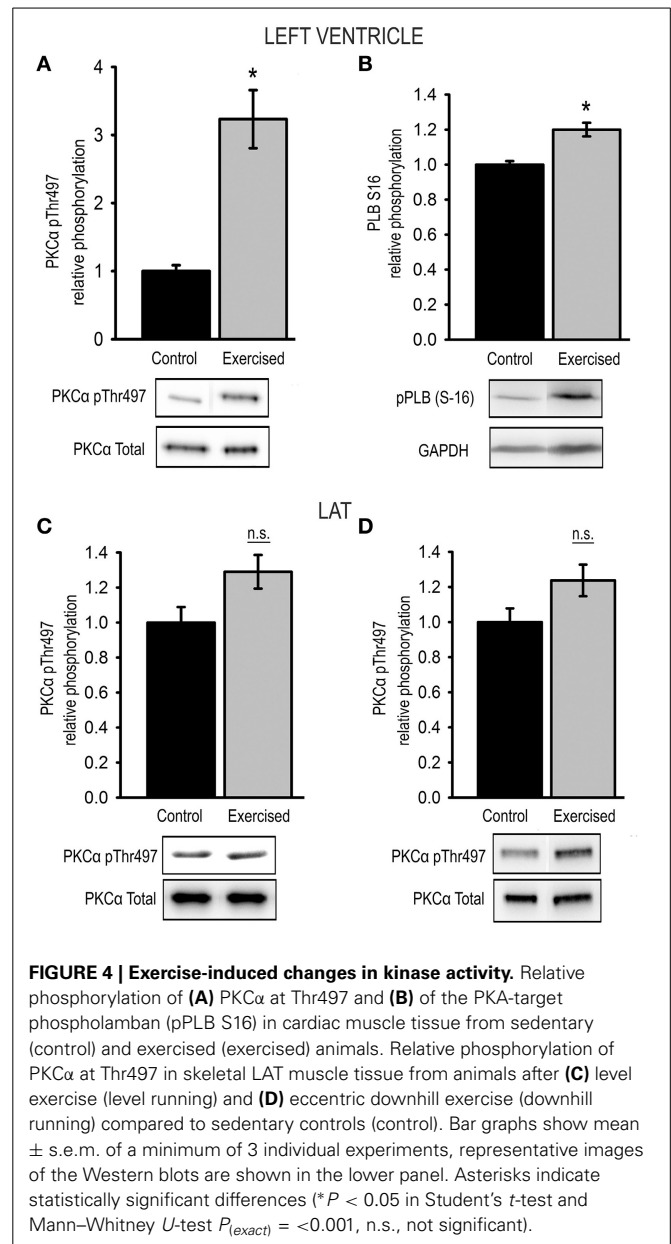 LEFT VENTRICLE
A
PKCα pThr497
relative phosphorylation
4
3
2
1
0
*
Control Exercised
PKCα pThr497
PKCα Total
B
PLB S16
relative phosphorylation
1.4
1.2
1.0
0.8
0.6
0.4
0.2
0.0
*
Control Exercised
pPLB (S-16)
GAPDH
LAT
C
PKCα pThr497
relative phosphorylation
1.4
1.2
1.0
0.8
0.6
0.4
0.2
0.0
n.s.
Control Exercised
PKCα pThr497
PKCα Total
D
PKCα pThr497
relative phosphorylation
1.4
1.2
1.0
0.8
0.6
0.4
0.2
0.0
n.s.
Control Exercised
PKCα pThr497
PKCα Total
FIGURE 4 | Exercise-induced changes in kinase activity. Relative
phosphorylation of (A) PKCα at Thr497 and (B) of the PKA-target
phospholamban (pPLB S16) in cardiac muscle tissue from sedentary
(control) and exercised (exercised) animals. Relative phosphorylation of
PKCα at Thr497 in skeletal LAT muscle tissue from animals after (C) level
exercise (level running) and (D) eccentric downhill exercise (downhill
running) compared to sedentary controls (control). Bar graphs show mean
± s.e.m. of a minimum of 3 individual experiments, representative images
of the Western blots are shown in the lower panel. Asterisks indicate
statistically significant differences (*P < 0.05 in Student's t-test and
Mann–Whitney U-test P(exact) = <0.001, n.s., not significant).